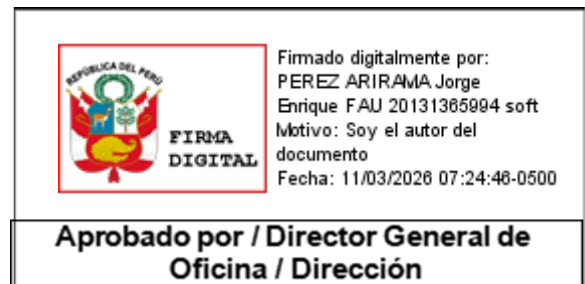 REPÚBLICA DEL PERÚ
FIRMA
DIGITAL
Firmado digitalmente por:
PEREZ ARIRAMA Jorge
Enrique FAU 20131365994 soft
Motivo: Soy el autor del
documento
Fecha: 11/03/2026 07:24:46-0500
Aprobado por / Director General de
Oficina / Dirección